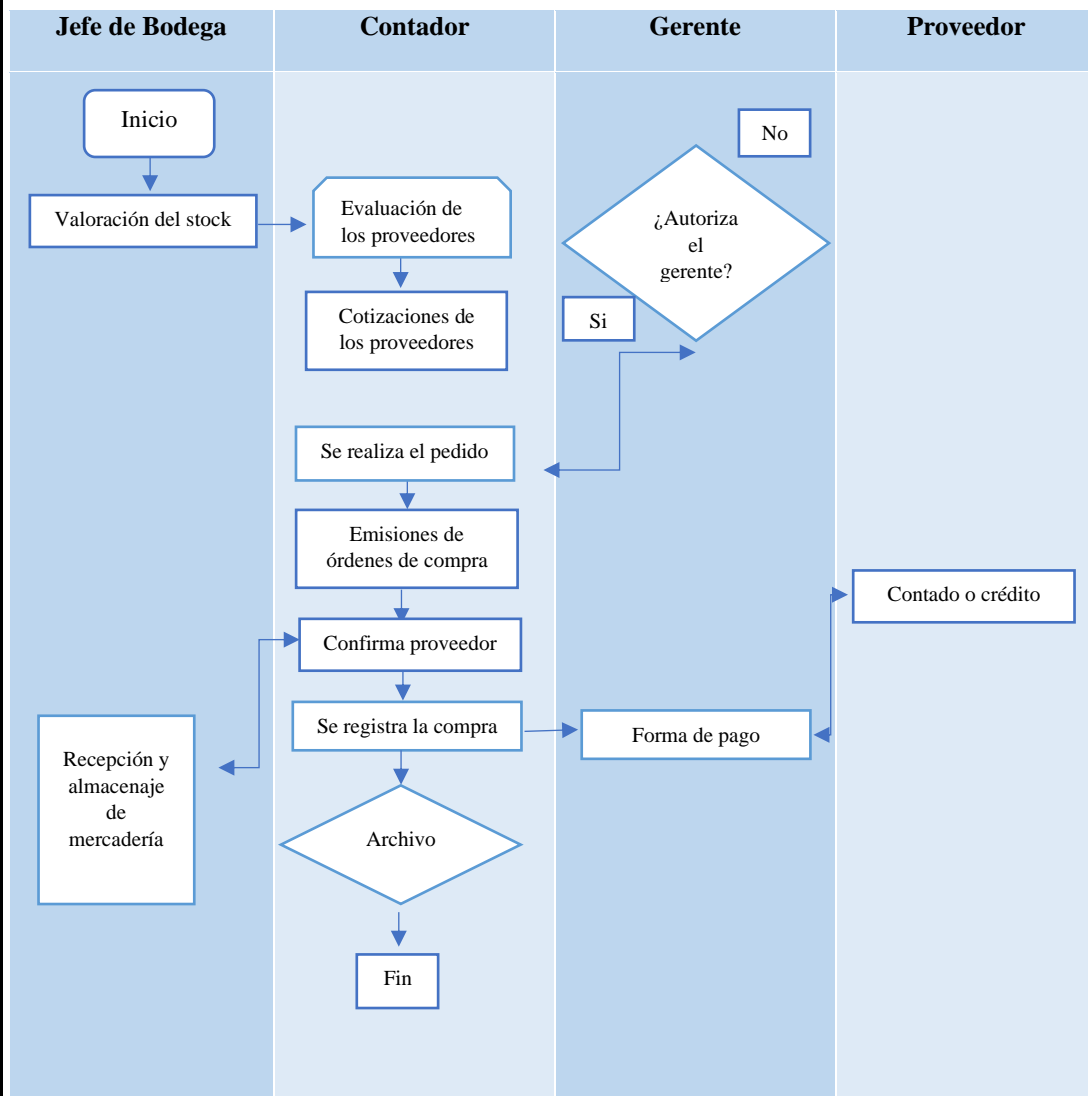 Jefe de Bodega
Contador
Gerente
Proveedor
Inicio
No
Valoración del stock
Evaluación de
los proveedores
¿Autoriza
el
gerente?
Cotizaciones de
los proveedores
Si
Se realiza el pedido
Emisiones de
órdenes de compra
Contado o crédito
Confirma proveedor
Se registra la compra
Forma de pago
Recepción y
almacenaje
de
mercadería
Archivo
Fin